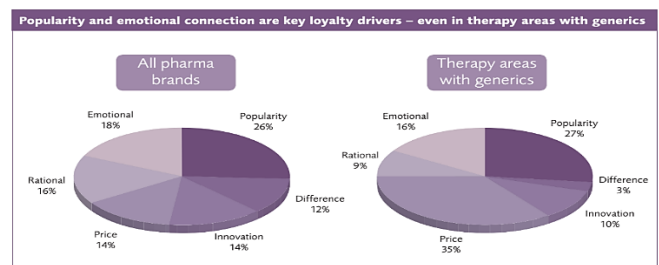 Popularity and emotional connection are key loyalty drivers – even in therapy areas with generics
All pharma
brands
Emotional
18%
Popularity
26%
Rational
16%
Difference
12%
Price
14%
Innovation
14%
Therapy areas
with generics
Emotional
16%
Popularity
27%
Rational
9%
Difference
3%
Innovation
10%
Price
35%